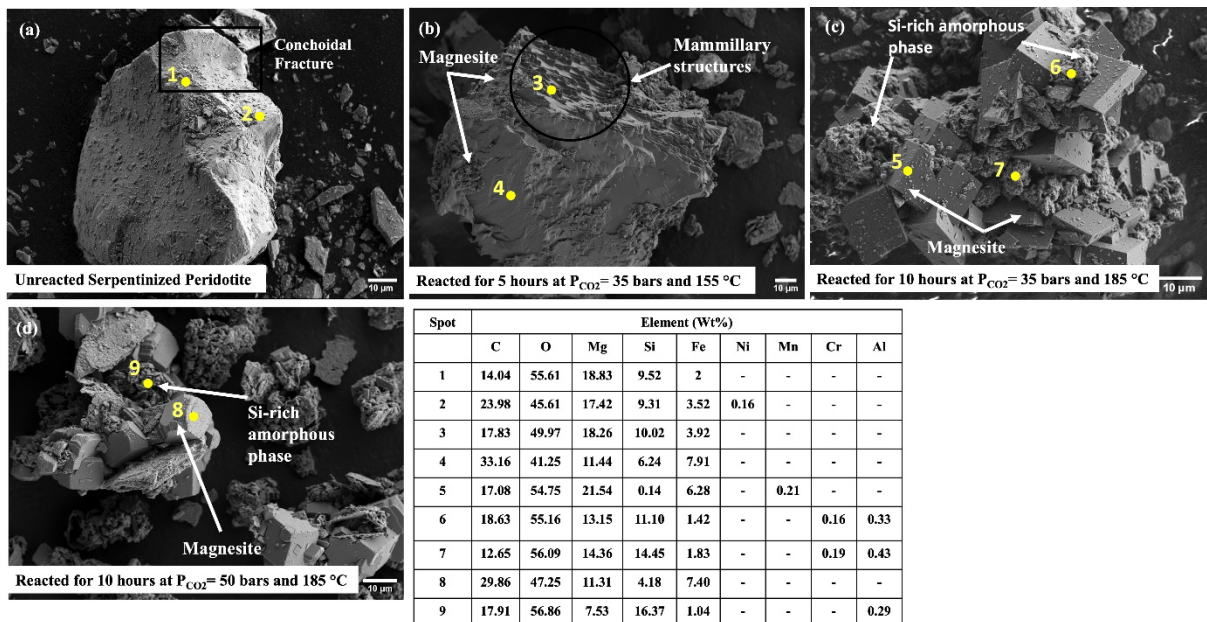 (a)
Conchoidal
Fracture
1
2
Unreacted Serpentinized Peridotite
10 µm
(b)
Magnesite
Mammillary
structures
3
4
Reacted for 5 hours at PCO2= 35 bars and 155 °C
10 µm
(c)
Si-rich amorphous
phase
6
5
7
Magnesite
Reacted for 10 hours at PCO2= 35 bars and 185 °C
10 µm
(d)
9
8
Si-rich
amorphous
phase
Magnesite
Reacted for 10 hours at PCO2= 50 bars and 185 °C
10 µm
Spot Element (Wt%)
C O Mg Si Fe Ni Mn Cr Al
1 14.04 55.61 18.83 9.52 2 - - - -
2 23.98 45.61 17.42 9.31 3.52 0.16 - - -
3 17.83 49.97 18.26 10.02 3.92 - - - -
4 33.16 41.25 11.44 6.24 7.91 - - - -
5 17.08 54.75 21.54 0.14 6.28 - 0.21 - -
6 18.63 55.16 13.15 11.10 1.42 - - 0.16 0.33
7 12.65 56.09 14.36 14.45 1.83 - - 0.19 0.43
8 29.86 47.25 11.31 4.18 7.40 - - - -
9 17.91 56.86 7.53 16.37 1.04 - - - 0.29